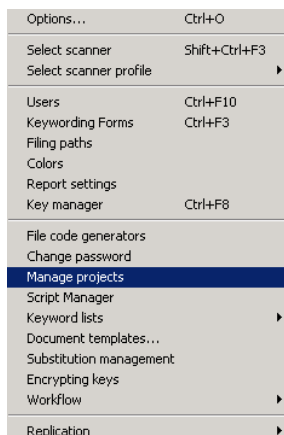 Options... Ctrl+O
Select scanner Shift+Ctrl+F3
Select scanner profile
Users Ctrl+F10
Keywording Forms Ctrl+F3
Filing paths
Colors
Report settings
Key manager Ctrl+F8
File code generators
Change password
Manage projects
Script Manager
Keyword lists
Document templates...
Substitution management
Encrypting keys
Workflow
Replication